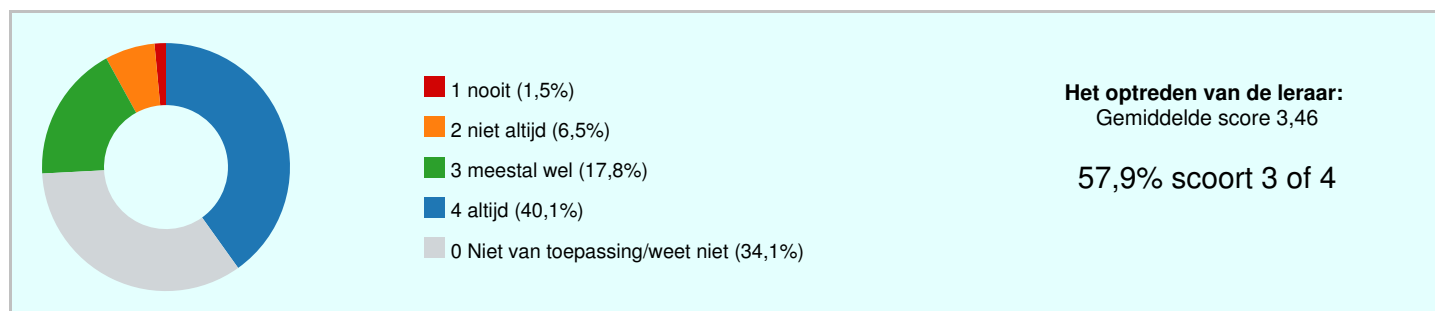 1 nooit (1,5%)
2 niet altijd (6,5%)
3 meestal wel (17,8%)
4 altijd (40,1%)
0 Niet van toepassing/weet niet (34,1%)
Het optreden van de leraar:
Gemiddelde score 3,46
57,9% scoort 3 of 4